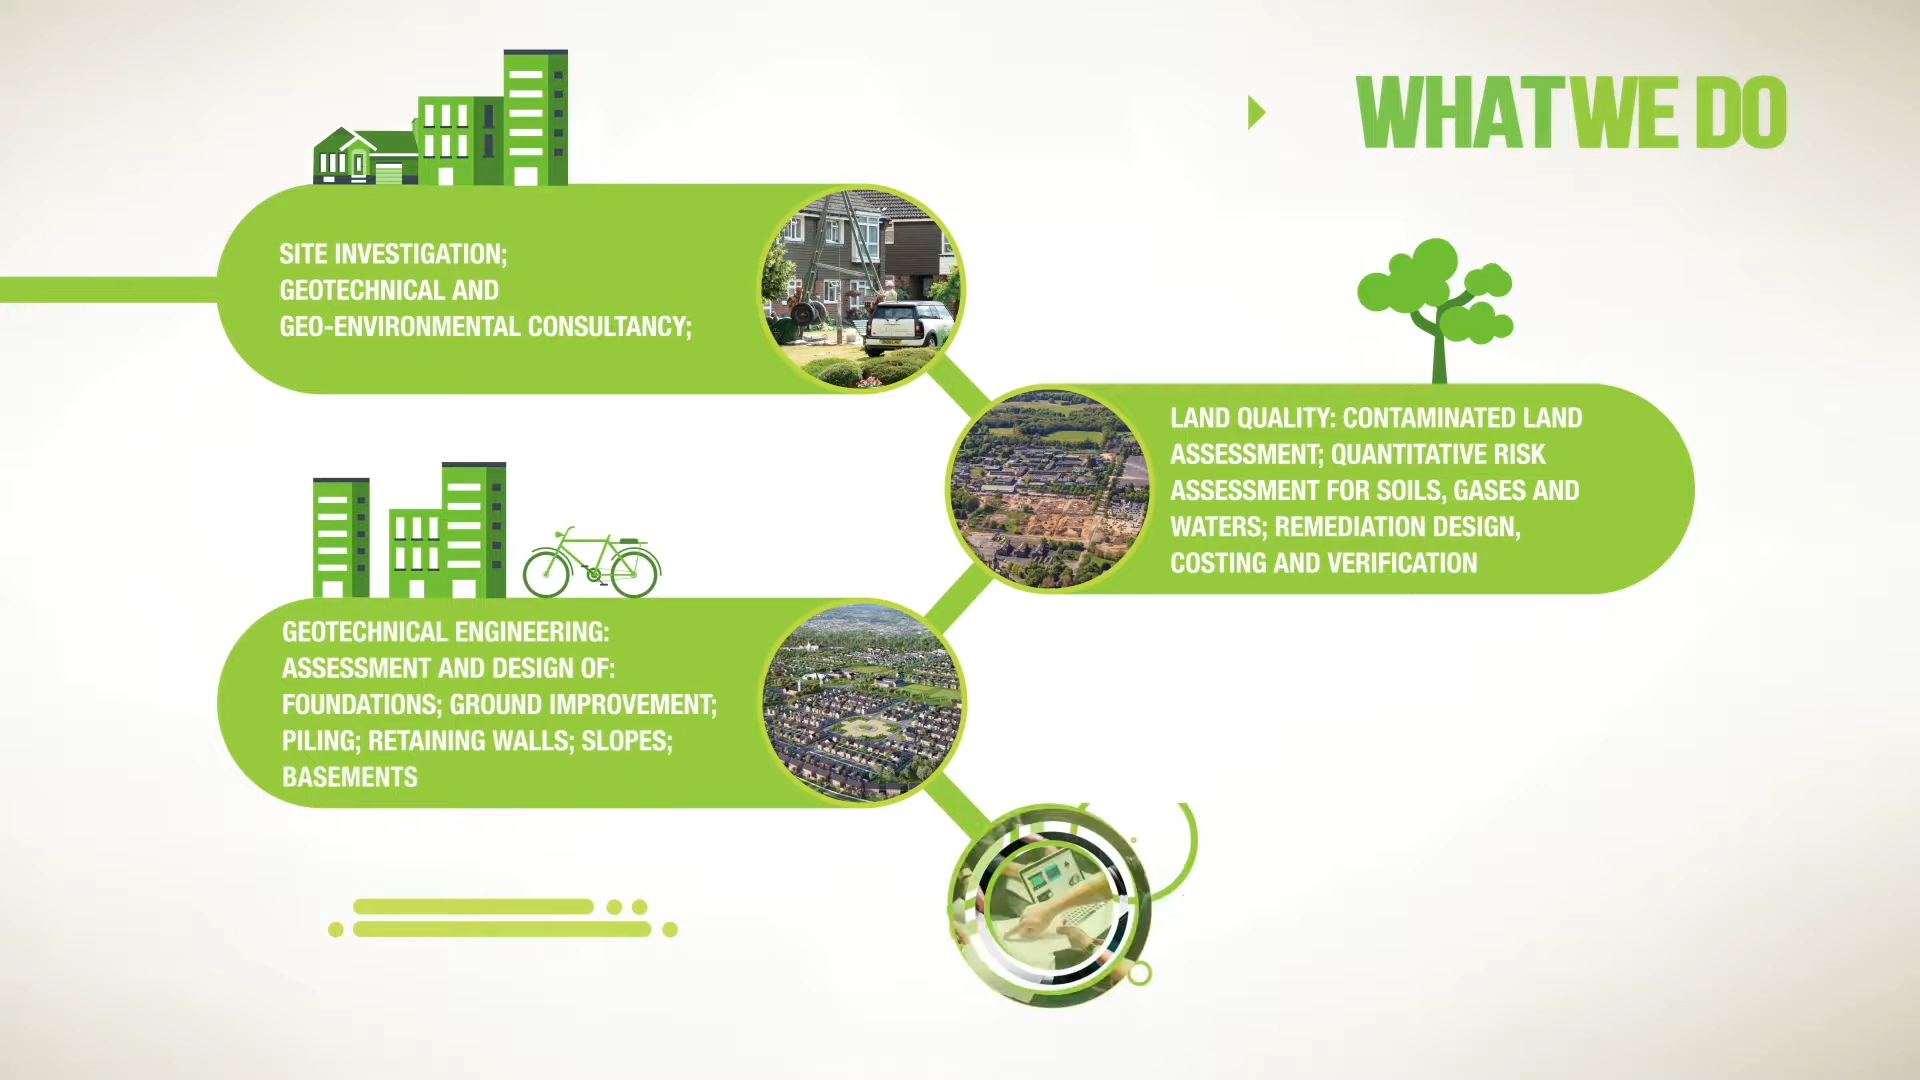 WHAT WE DO
SITE INVESTIGATION;
GEOTECHNICAL AND
GEO-ENVIRONMENTAL CONSULTANCY;
LAND QUALITY: CONTAMINATED LAND
ASSESSMENT; QUANTITATIVE RISK
ASSESSMENT FOR SOILS, GASES AND
WATERS; REMEDIATION DESIGN,
COSTING AND VERIFICATION
GEOTECHNICAL ENGINEERING:
ASSESSMENT AND DESIGN OF:
FOUNDATIONS; GROUND IMPROVEMENT;
PILING; RETAINING WALLS; SLOPES;
BASEMENTS